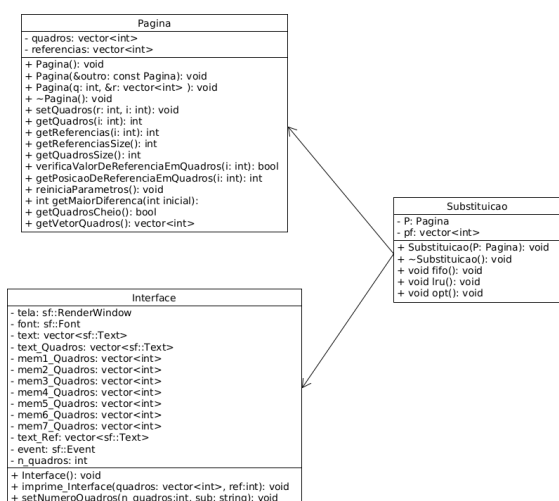 Pagina
- quadros: vector<int>
- referencias: vector<int>
+ Pagina(): void
+ Pagina(&outro: const Pagina): void
+ Pagina(q: int, &r: vector<int> ): void
+ ~Pagina(): void
+ setQuadros(r: int, i: int): void
+ getQuadros(i: int): int
+ getReferencias(i: int): int
+ getReferenciasSize(): int
+ getQuadrosSize(): int
+ verificaValorDeReferenciaEmQuadros(i: int): bool
+ getPosicaoDeReferenciaEmQuadros(i: int): int
+ reiniciaParametros(): void
+ int getMaiorDiferenca(int inicial):
+ getQuadrosCheio(): bool
+ getVetorQuadros(): vector<int>
Substituicao
- P: Pagina
- pf: vector<int>
+ Substituicao(P: Pagina): void
+ ~Substituicao(): void
+ void fifo(): void
+ void lru(): void
+ void opt(): void
Interface
- tela: sf::RenderWindow
- font: sf::Font
- text: vector<sf::Text>
- text_Quadros: vector<sf::Text>
- mem1_Quadros: vector<int>
- mem2_Quadros: vector<int>
- mem3_Quadros: vector<int>
- mem4_Quadros: vector<int>
- mem5_Quadros: vector<int>
- mem6_Quadros: vector<int>
- mem7_Quadros: vector<int>
- text_Ref: vector<sf::Text>
- event: sf::Event
- n_quadros: int
+ Interface(): void
+ imprime_Interface(quadros: vector<int>, ref:int): void
+ setNumeroQuadros(n_quadros:int, sub: string): void